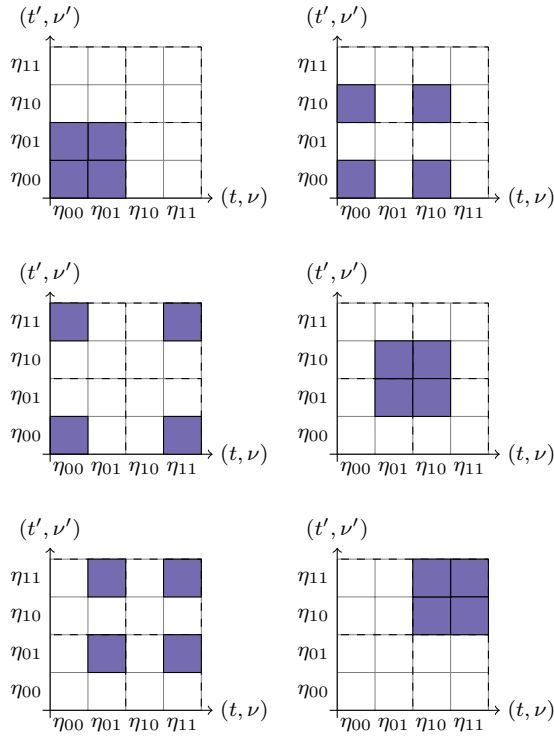 (t′, ν′) (t′, ν′)
η₁₁ η₁₁
η₁₀ η₁₀
η₀₁ η₀₁
η₀₀ η₀₀
(t, ν) (t, ν)
η₀₀ η₀₁ η₁₀ η₁₁ η₀₀ η₀₁ η₁₀ η₁₁
(t′, ν′) (t′, ν′)
η₁₁ η₁₁
η₁₀ η₁₀
η₀₁ η₀₁
η₀₀ η₀₀
(t, ν) (t, ν)
η₀₀ η₀₁ η₁₀ η₁₁ η₀₀ η₀₁ η₁₀ η₁₁
(t′, ν′) (t′, ν′)
η₁₁ η₁₁
η₁₀ η₁₀
η₀₁ η₀₁
η₀₀ η₀₀
(t, ν) (t, ν)
η₀₀ η₀₁ η₁₀ η₁₁ η₀₀ η₀₁ η₁₀ η₁₁